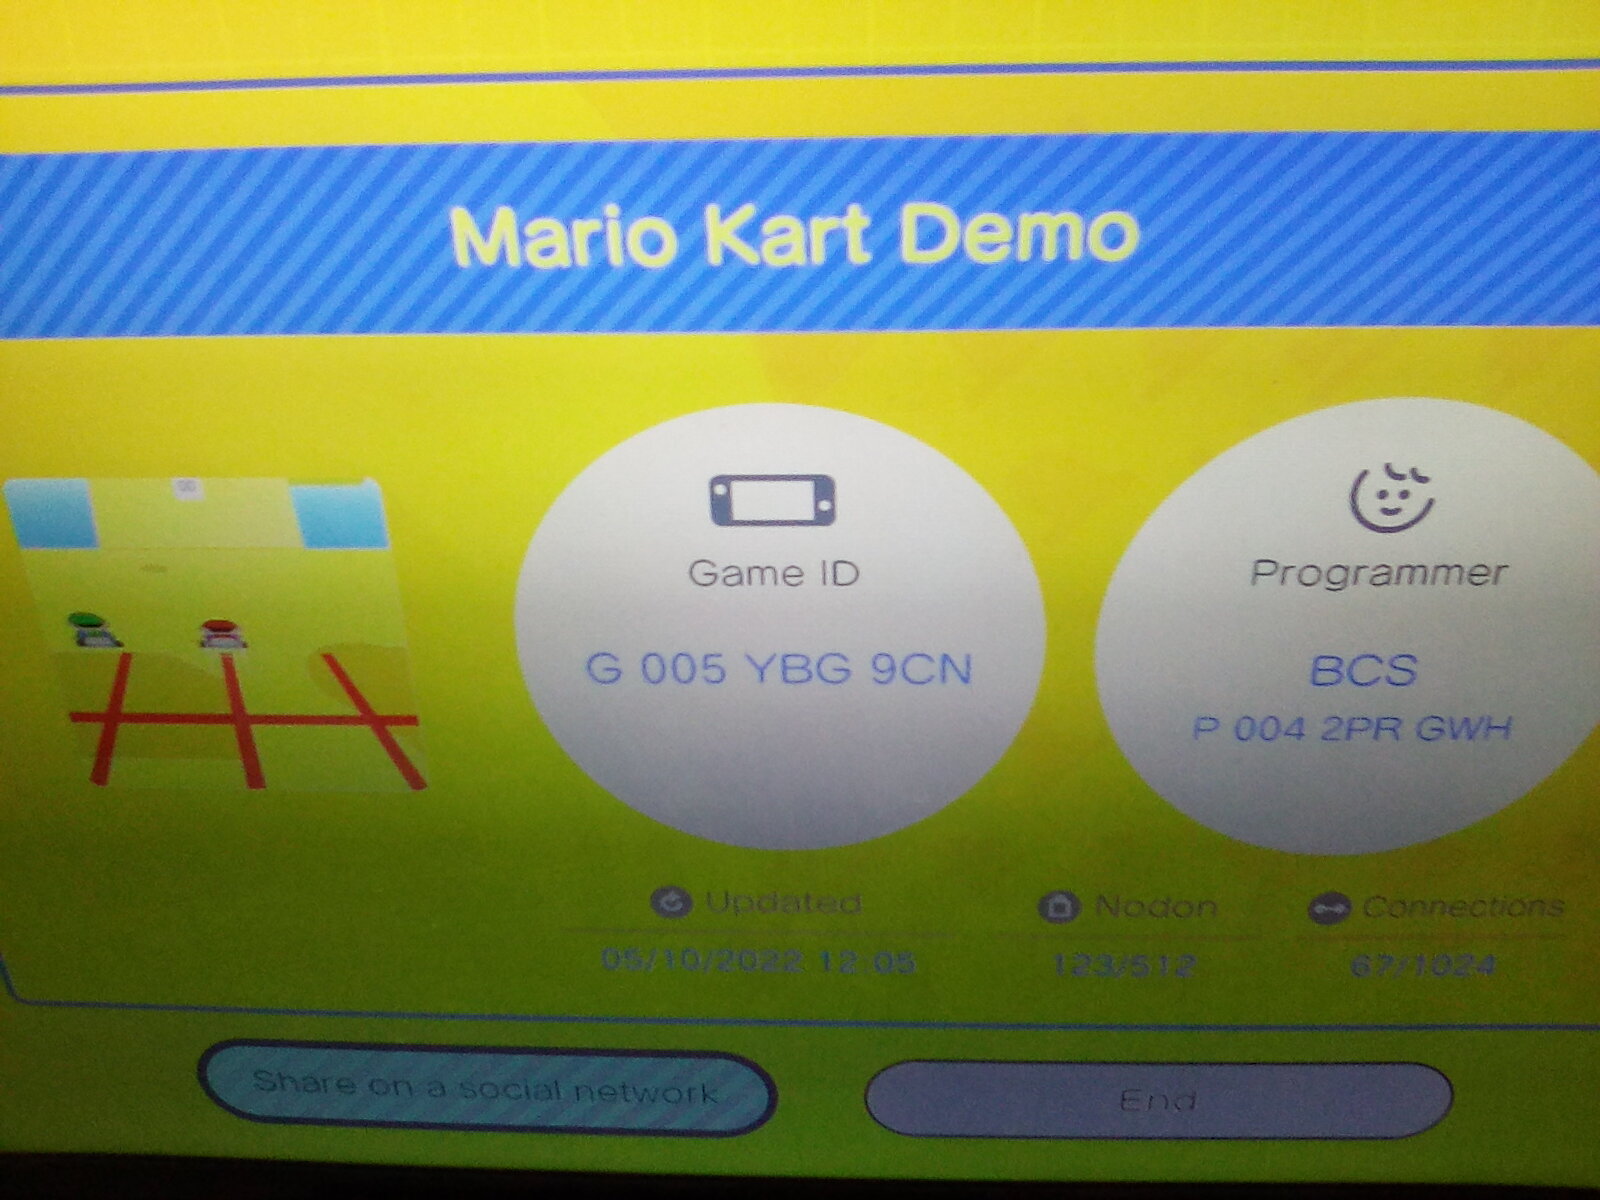 Mario Kart Demo
Game ID
G 005 YBG 9CN
Programmer
BCS
P 004 2PR GWH
Updated
05/10/2022 12:05
Nodon
123/512
Connections
67/1024
Share on a social network
End